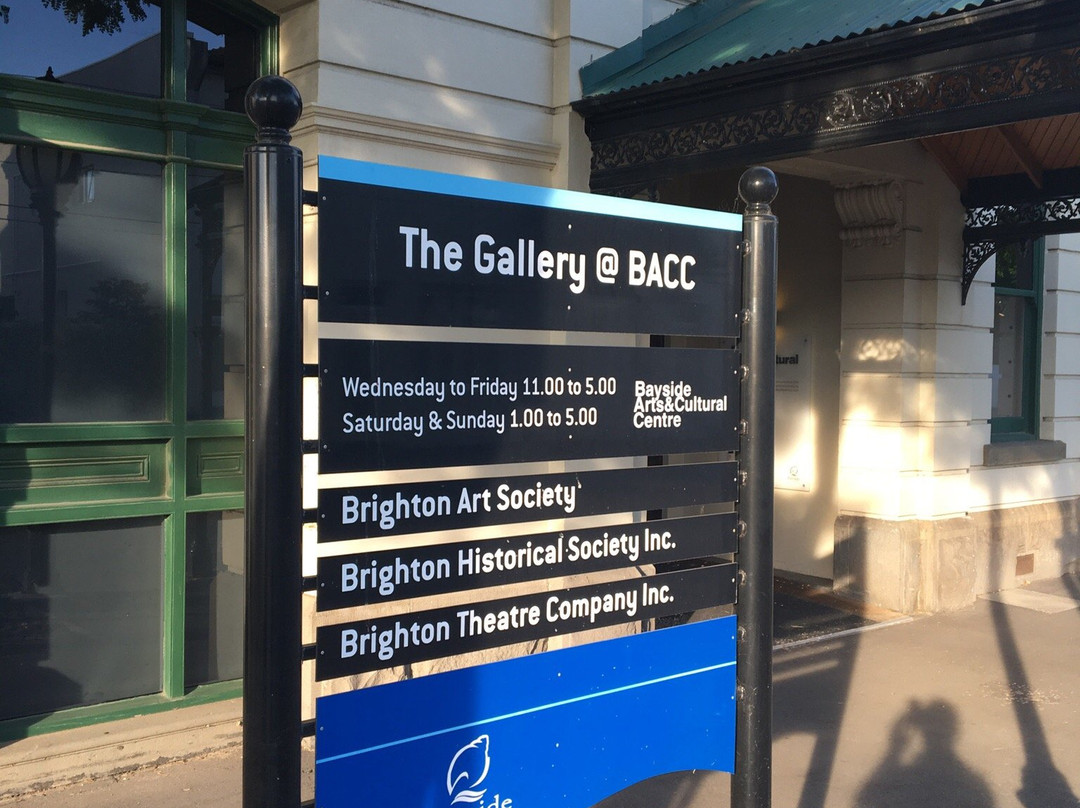 The Gallery @ BACC
Wednesday to Friday 11.00 to 5.00
Saturday & Sunday 1.00 to 5.00
Bayside
Arts&Cultural
Centre
Brighton Art Society
Brighton Historical Society Inc.
Brighton Theatre Company Inc.